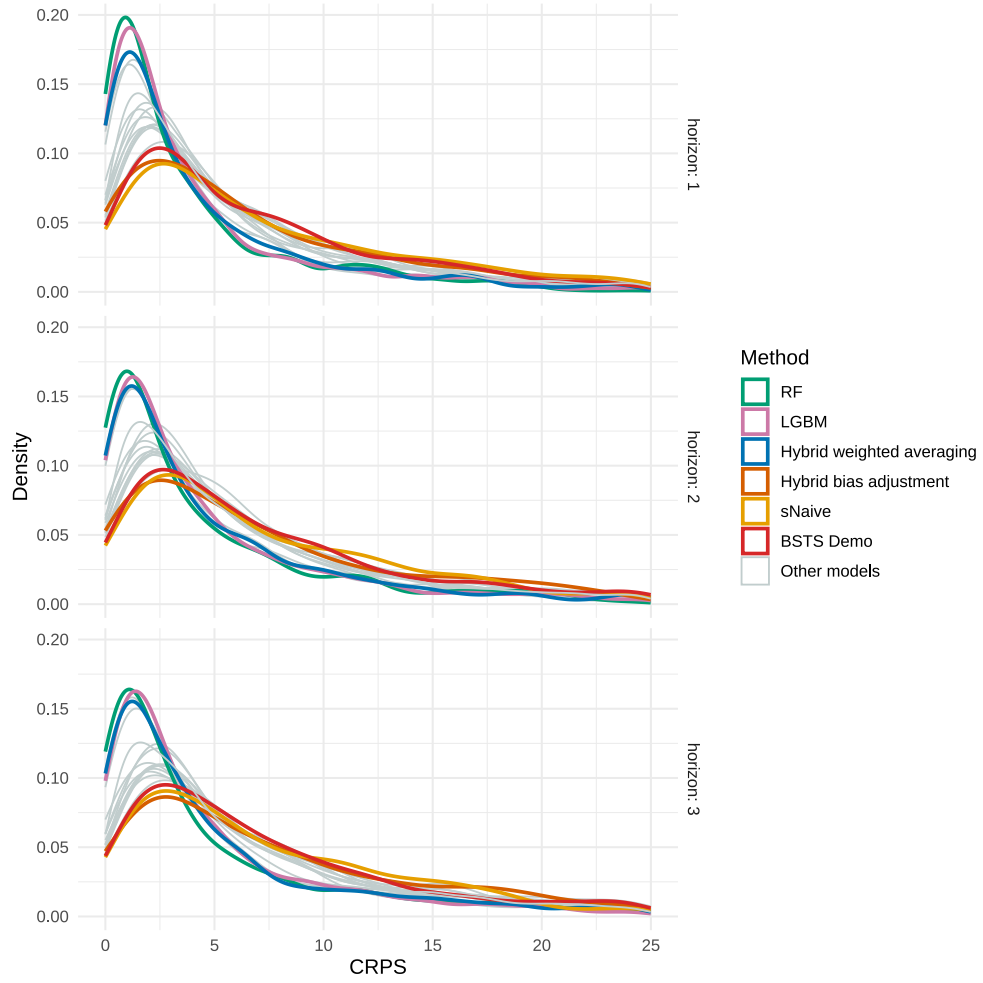 0.20
0.15
0.10
0.05
0.00
horizon: 1
0.20
0.15
0.10
0.05
0.00
horizon: 2
0.20
0.15
0.10
0.05
0.00
horizon: 3
Density
0 5 10 15 20 25
CRPS
Method
RF
LGBM
Hybrid weighted averaging
Hybrid bias adjustment
sNaive
BSTS Demo
Other models